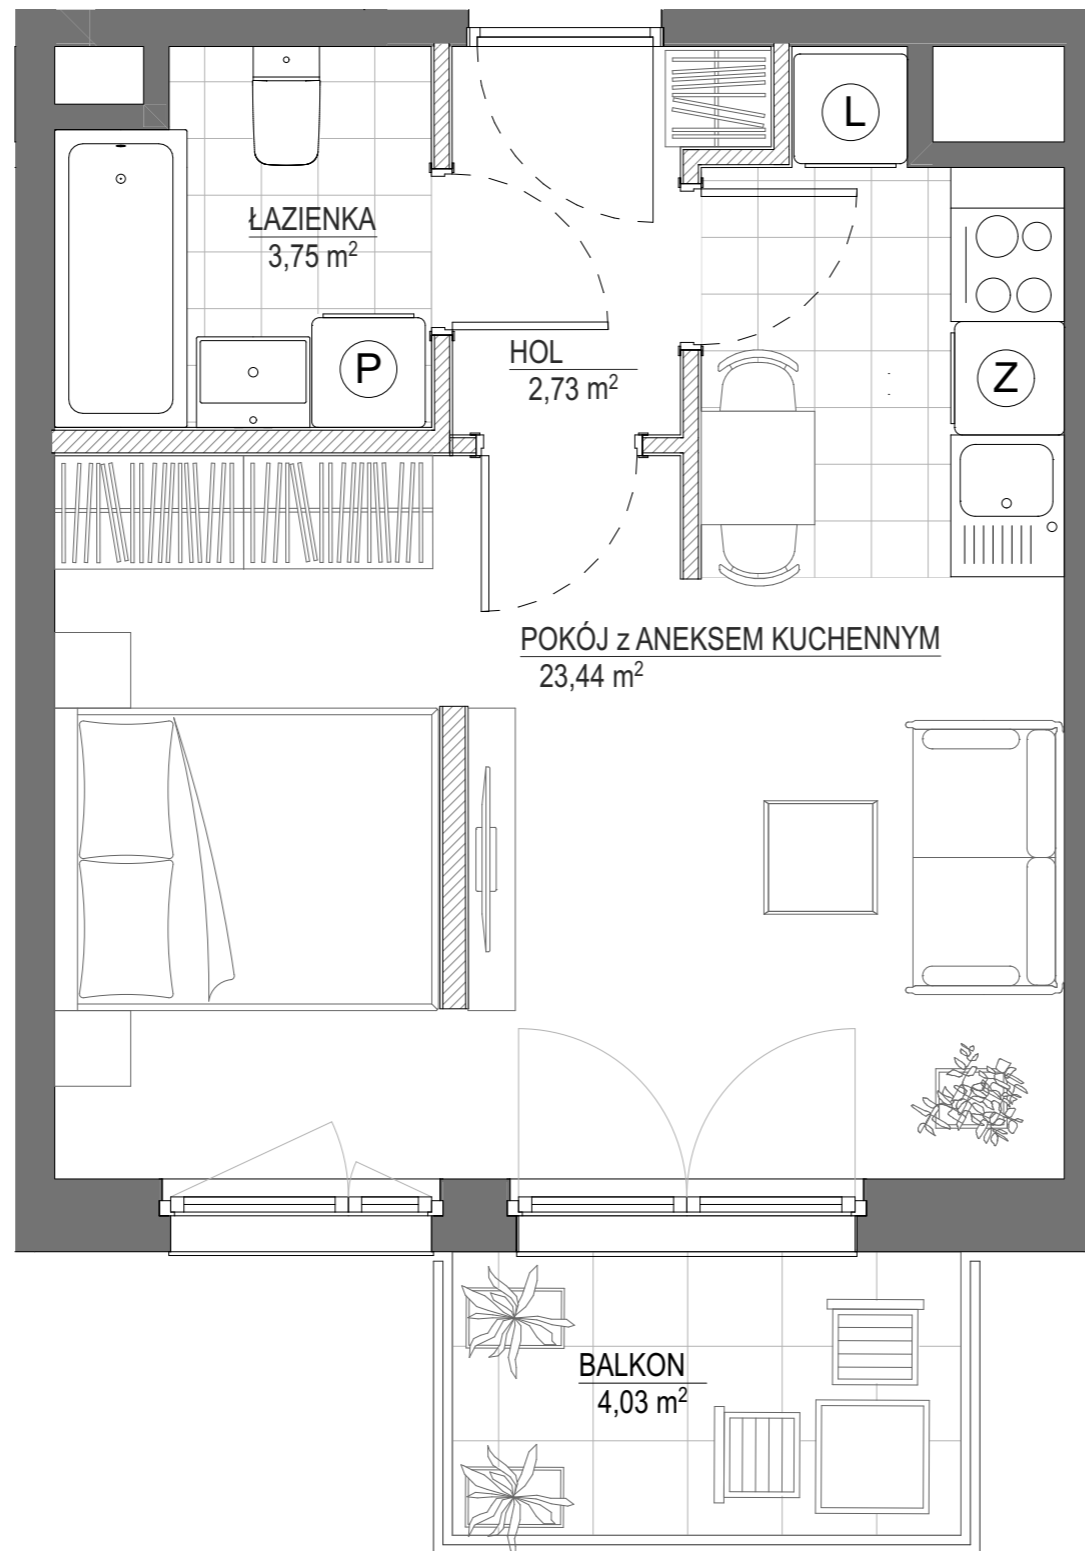 L
ŁAZIENKA
3,75 m²
HOL
2,73 m²
P
Z
POKÓJ z ANEKSEM KUCHENNYM
23,44 m²
BALKON
4,03 m²